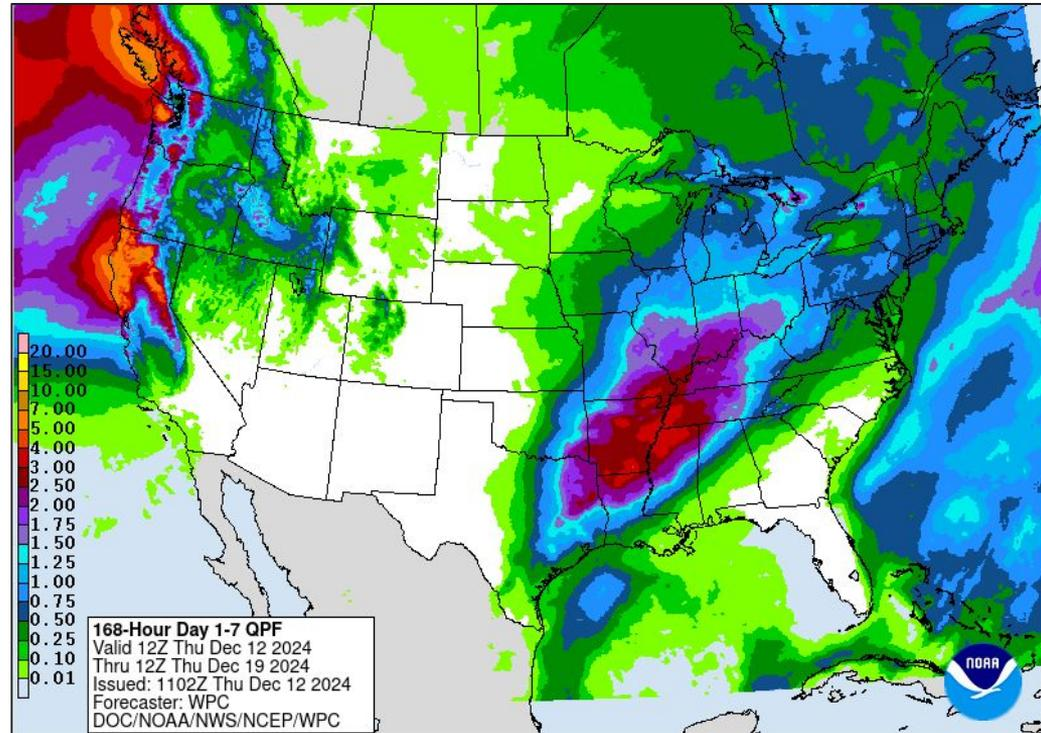 20.00
15.00
10.00
7.00
5.00
4.00
3.00
2.50
2.00
1.75
1.50
1.25
1.00
0.75
0.50
0.25
0.10
0.01
168-Hour Day 1-7 QPF
Valid 12Z Thu Dec 12 2024
Thru 12Z Thu Dec 19 2024
Issued: 1102Z Thu Dec 12 2024
Forecaster: WPC
DOC/NOAA/NWS/NCEP/WPC
NOAA